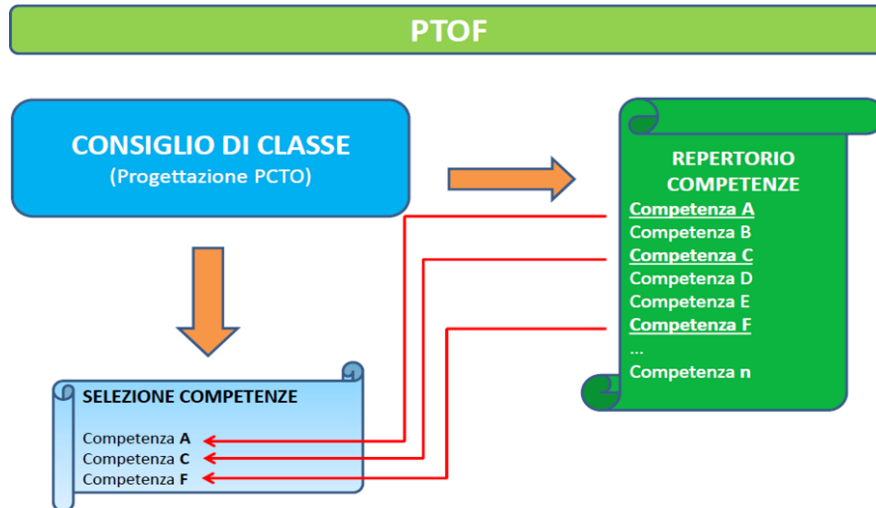 PTOF
CONSIGLIO DI CLASSE
(Progettazione PCTO)
REPERTORIO
COMPETENZE
Competenza A
Competenza B
Competenza C
Competenza D
Competenza E
Competenza F
...
Competenza n
SELEZIONE COMPETENZE
Competenza A
Competenza C
Competenza F